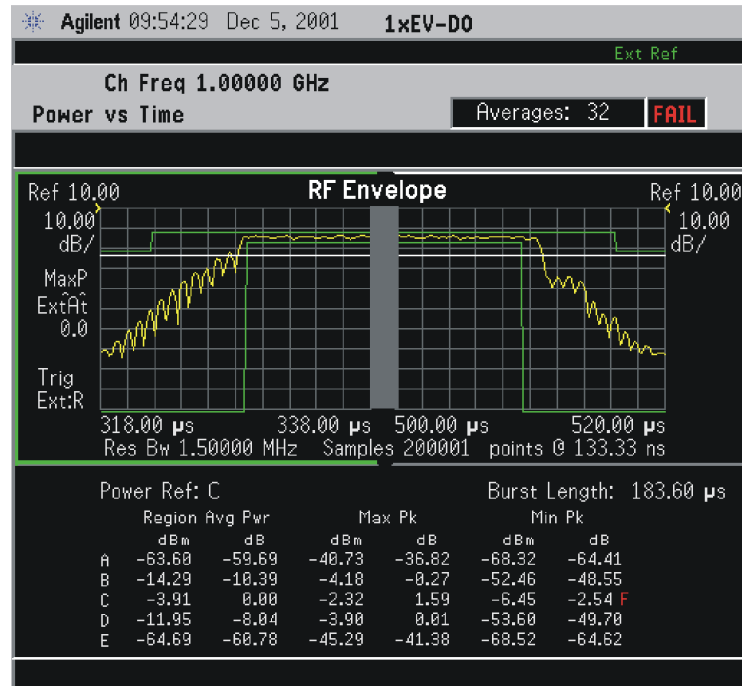 Agilent 09:54:29 Dec 5, 2001 1xEV-DO
Ext Ref
Ch Freq 1.00000 GHz
Power vs Time Averages: 32 FAIL
Ref 10.00 RF Envelope Ref 10.00
10.00 10.00
dB/ dB/
MaxP
ExtAt
0.0
Trig
Ext:R
318.00 µs 338.00 µs 500.00 µs 520.00 µs
Res Bw 1.50000 MHz Samples 200001 points @ 133.33 ns
Power Ref: C Burst Length: 183.60 µs
Region Avg Pwr Max Pk Min Pk
dBm dB dBm dB dBm dB
A -63.60 -59.69 -40.73 -36.82 -68.32 -64.41
B -14.29 -10.39 -4.18 -0.27 -52.46 -48.55
C -3.91 0.00 -2.32 1.59 -6.45 -2.54 F
D -11.95 -8.04 -3.90 0.01 -53.60 -49.70
E -64.69 -60.78 -45.29 -41.38 -68.52 -64.62